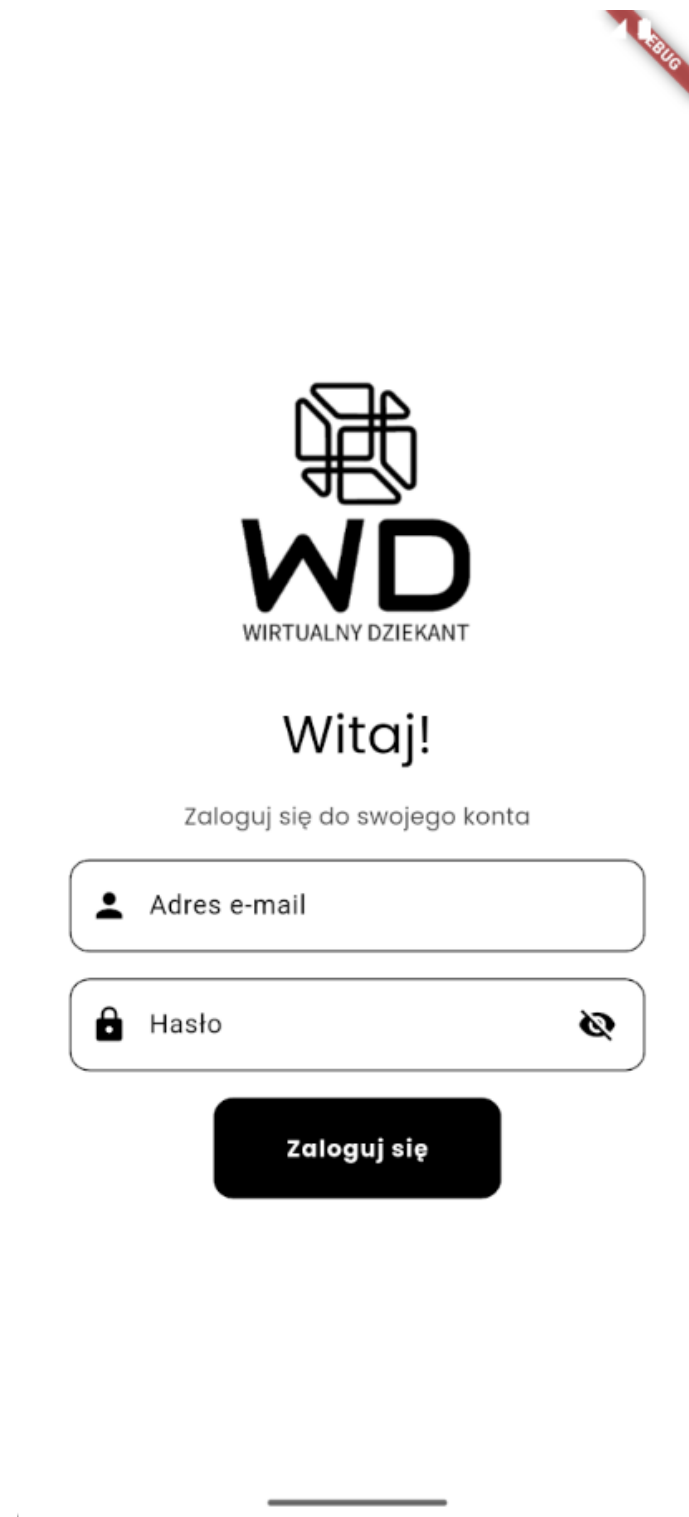 DEBUG
WD
WIRTUALNY DZIEKANT
Witaj!
Zaloguj się do swojego konta
Adres e-mail
Hasło
Zaloguj się